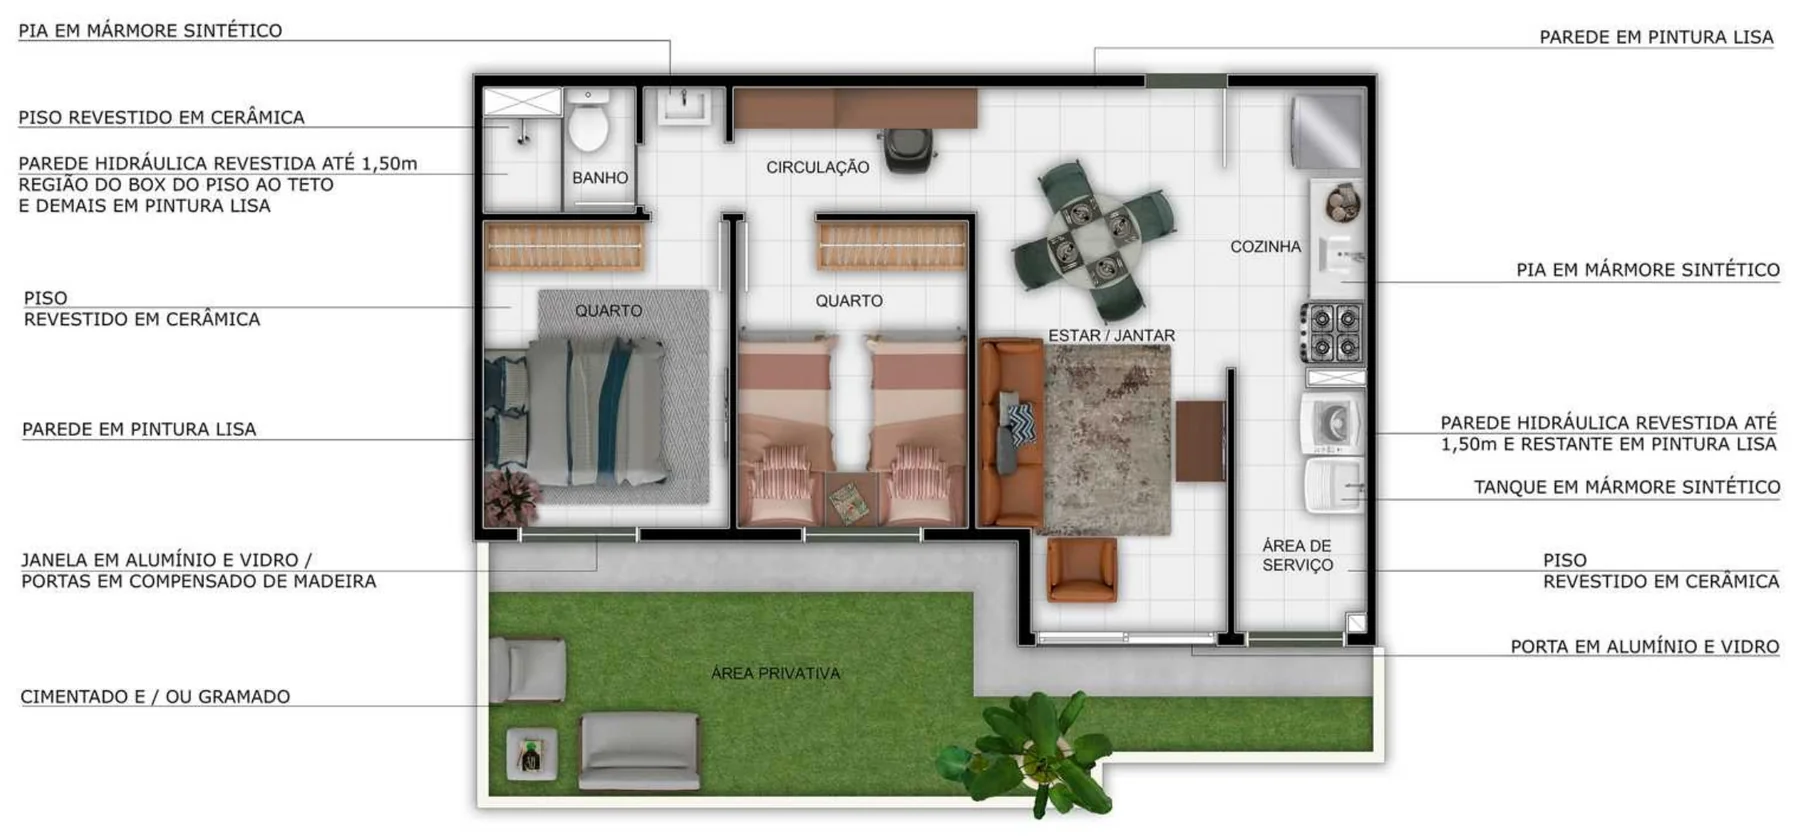 PIA EM MÁRMORE SINTÉTICO
PAREDE EM PINTURA LISA
PISO REVESTIDO EM CERÂMICA
PAREDE HIDRÁULICA REVESTIDA ATÉ 1,50m
REGIÃO DO BOX DO PISO AO TETO
E DEMAIS EM PINTURA LISA
BANHO
CIRCULAÇÃO
COZINHA
PIA EM MÁRMORE SINTÉTICO
PISO
REVESTIDO EM CERÂMICA
QUARTO
QUARTO
ESTAR / JANTAR
PAREDE EM PINTURA LISA
PAREDE HIDRÁULICA REVESTIDA ATÉ
1,50m E RESTANTE EM PINTURA LISA
TANQUE EM MÁRMORE SINTÉTICO
ÁREA DE
SERVIÇO
JANELA EM ALUMÍNIO E VIDRO /
PORTAS EM COMPENSADO DE MADEIRA
PISO
REVESTIDO EM CERÂMICA
PORTA EM ALUMÍNIO E VIDRO
ÁREA PRIVATIVA
CIMENTADO E / OU GRAMADO